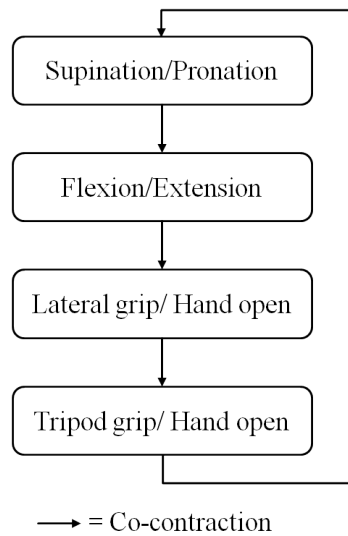 Supination/Pronation
Flexion/Extension
Lateral grip/ Hand open
Tripod grip/ Hand open
= Co-contraction